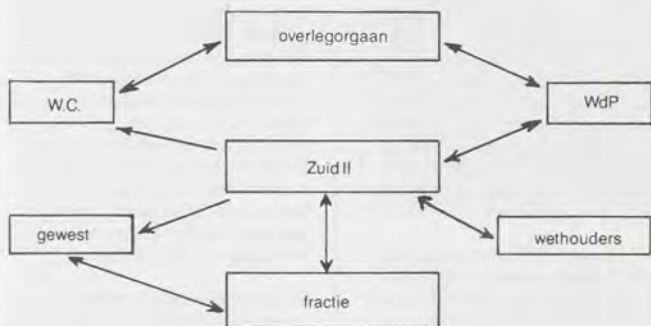 overlegorgaan
W.C.
WdP
Zuid II
gewest
wethouders
fractie